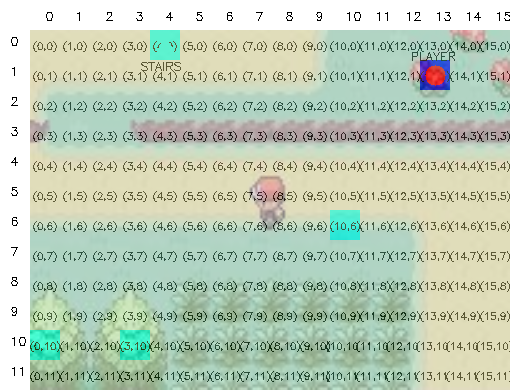 0 1 2 3 4 5 6 7 8 9 10 11 12 13 14 15
0 (0,0) (1,0) (2,0) (3,0) (5,0) (6,0) (7,0) (8,0) (9,0) (10,0) (11,0) (12,0) (13,0) (14,0) (15,0)
PLAYER
STAIRS
1 (0,1) (1,1) (2,1) (3,1) (4,1) (5,1) (6,1) (7,1) (8,1) (9,1) (10,1) (11,1) (12,1) (14,1) (15,1)
2 (0,2) (1,2) (2,2) (3,2) (4,2) (5,2) (6,2) (7,2) (8,2) (9,2) (10,2) (11,2) (12,2) (13,2) (14,2) (15,2)
3 (0,3) (1,3) (2,3) (3,3) (4,3) (5,3) (6,3) (7,3) (8,3) (9,3) (10,3) (11,3) (12,3) (13,3) (14,3) (15,3)
4 (0,4) (1,4) (2,4) (3,4) (4,4) (5,4) (6,4) (7,4) (8,4) (9,4) (10,4) (11,4) (12,4) (13,4) (14,4) (15,4)
5 (0,5) (1,5) (2,5) (3,5) (4,5) (5,5) (6,5) (7,5) (8,5) (9,5) (10,5) (11,5) (12,5) (13,5) (14,5) (15,5)
6 (0,6) (1,6) (2,6) (3,6) (4,6) (5,6) (6,6) (7,6) (8,6) (9,6) (10,6) (11,6) (12,6) (13,6) (14,6) (15,6)
7 (0,7) (1,7) (2,7) (3,7) (4,7) (5,7) (6,7) (7,7) (8,7) (9,7) (10,7) (11,7) (12,7) (13,7) (14,7) (15,7)
8 (0,8) (1,8) (2,8) (3,8) (4,8) (5,8) (6,8) (7,8) (8,8) (9,8) (10,8) (11,8) (12,8) (13,8) (14,8) (15,8)
9 (0,9) (1,9) (2,9) (3,9) (4,9) (5,9) (6,9) (7,9) (8,9) (9,9) (10,9) (11,9) (12,9) (13,9) (14,9) (15,9)
10 (0,10) (1,10) (2,10) (3,10) (4,10) (5,10) (6,10) (7,10) (8,10) (9,10) (10,10) (11,10) (12,10) (13,10) (14,10) (15,10)
11 (0,11) (1,11) (2,11) (3,11) (4,11) (5,11) (6,11) (7,11) (8,11) (9,11) (10,11) (11,11) (12,11) (13,11) (14,11) (15,11)